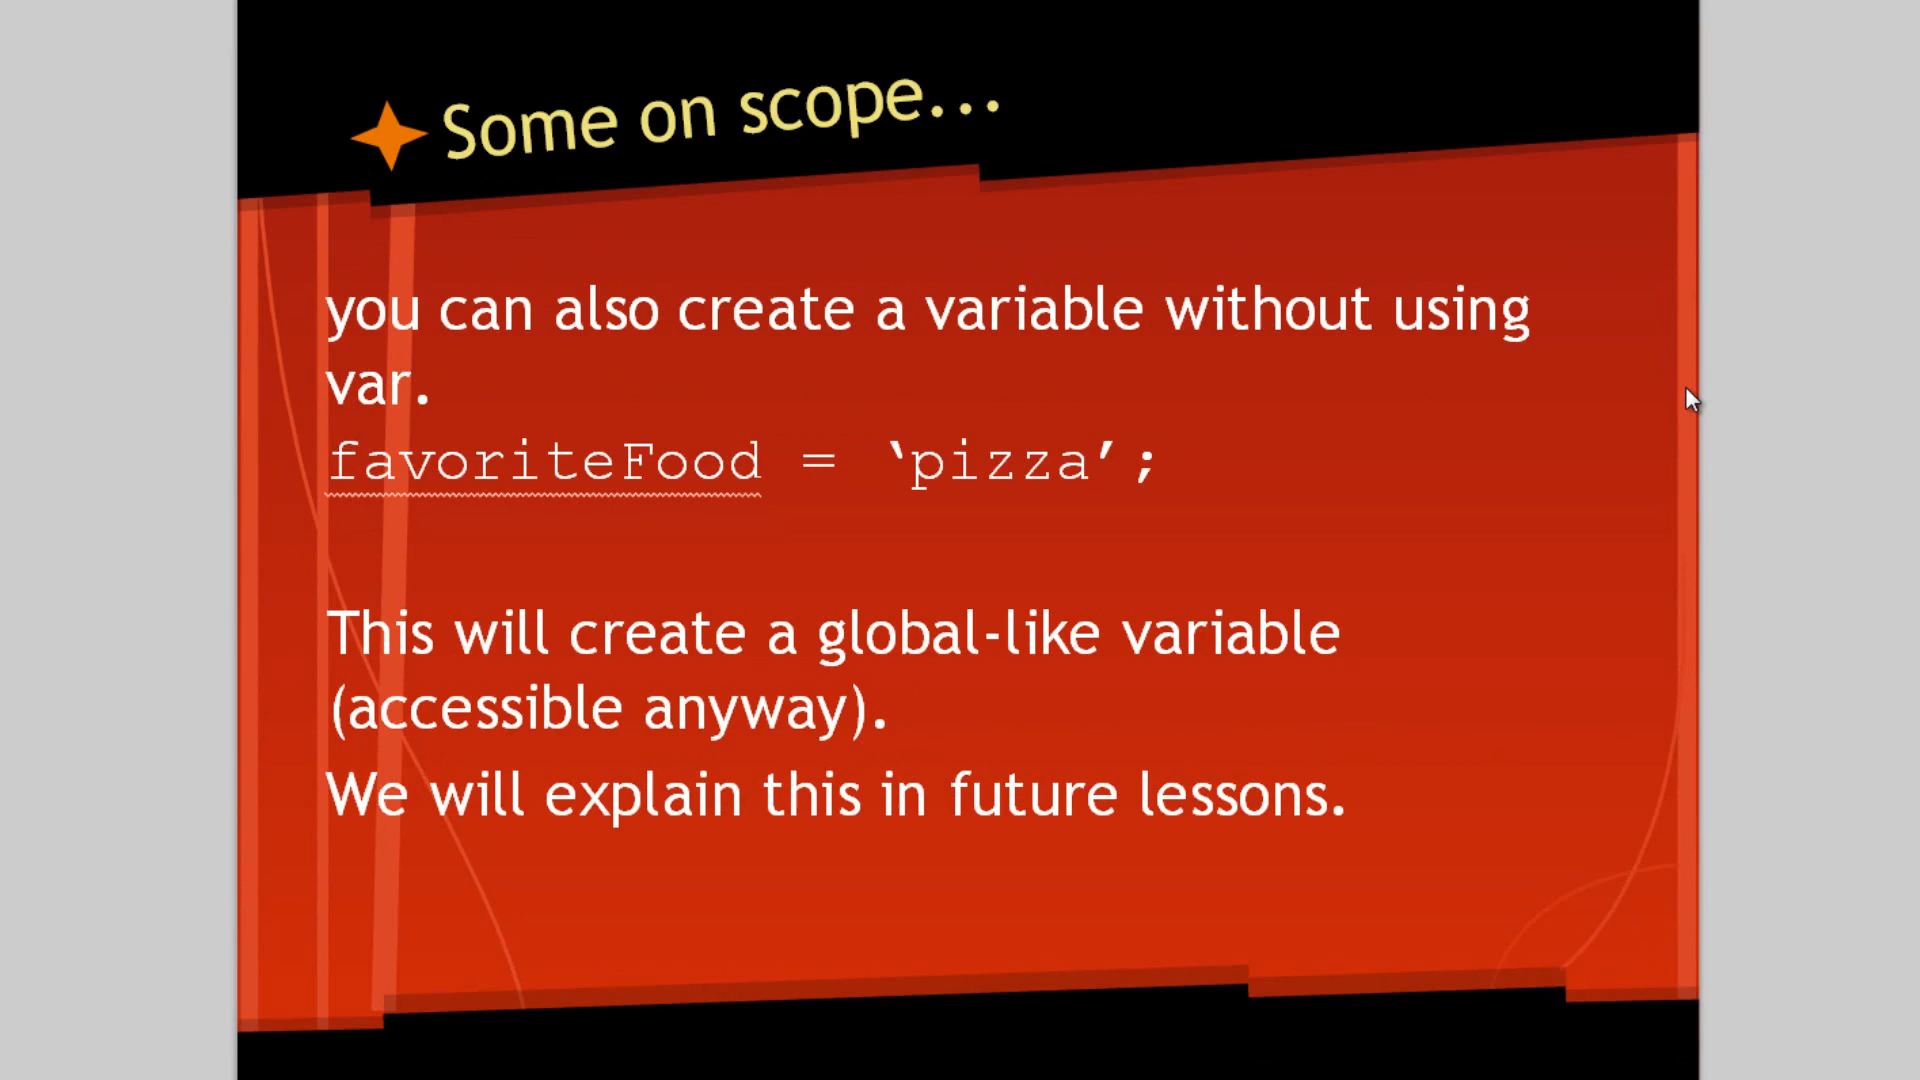 Some on scope...
you can also create a variable without using
var.
favoriteFood = ‘pizza’;
This will create a global-like variable
(accessible anyway).
We will explain this in future lessons.